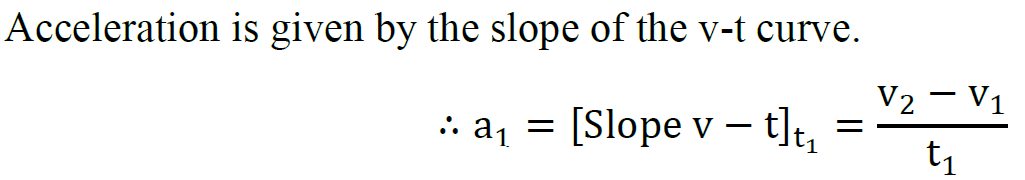 Acceleration is given by the slope of the v-t curve.
∴ a₁ = [Slope v − t]ₜ₁ = (v₂ − v₁)/t₁